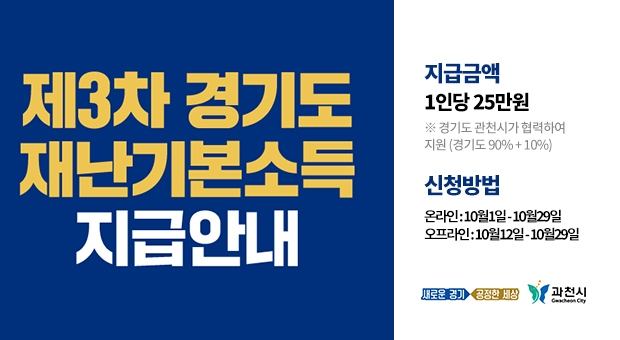 제3차 경기도
재난기본소득
지급안내
지급금액
1인당 25만원
※ 경기도 관천시가 협력하여
지원 (경기도 90% + 10%)
신청방법
온라인 : 10월1일 - 10월29일
오프라인 : 10월12일 - 10월29일
새로운 경기 공정한 세상
과천시
Gwacheon City